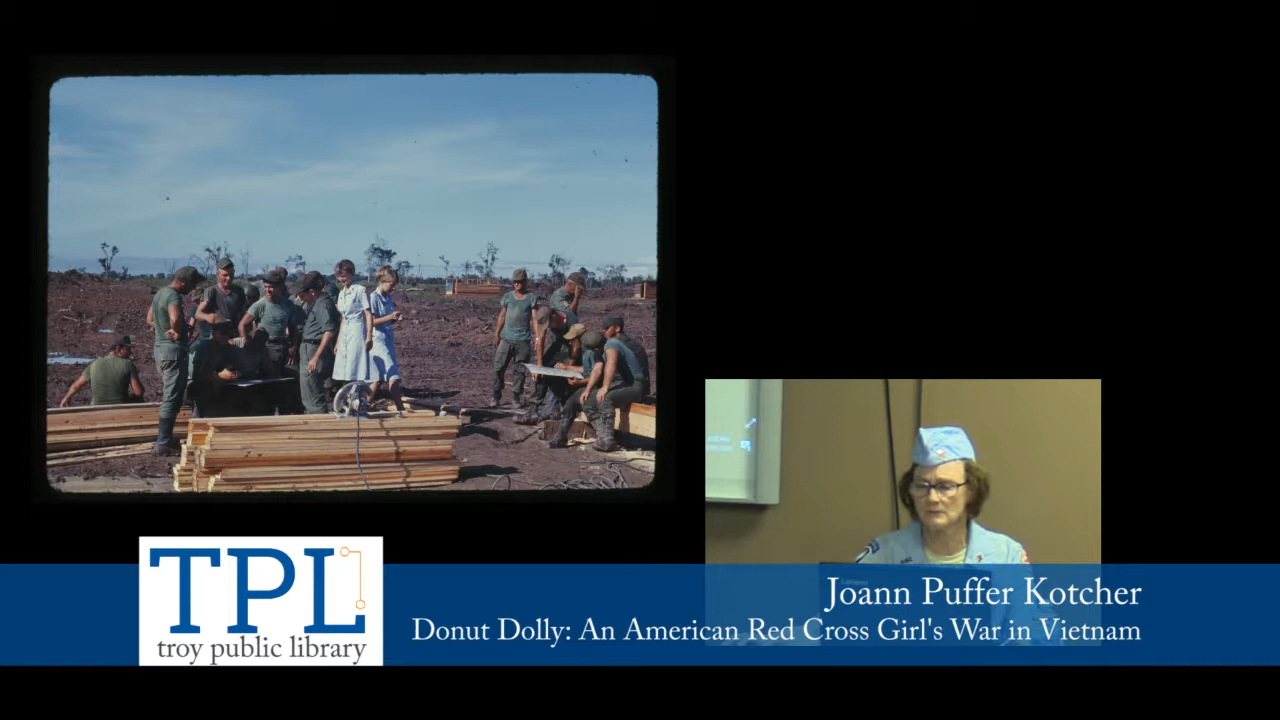 TPL
troy public library
Joann Puffer Kotcher
Donut Dolly: An American Red Cross Girl's War in Vietnam